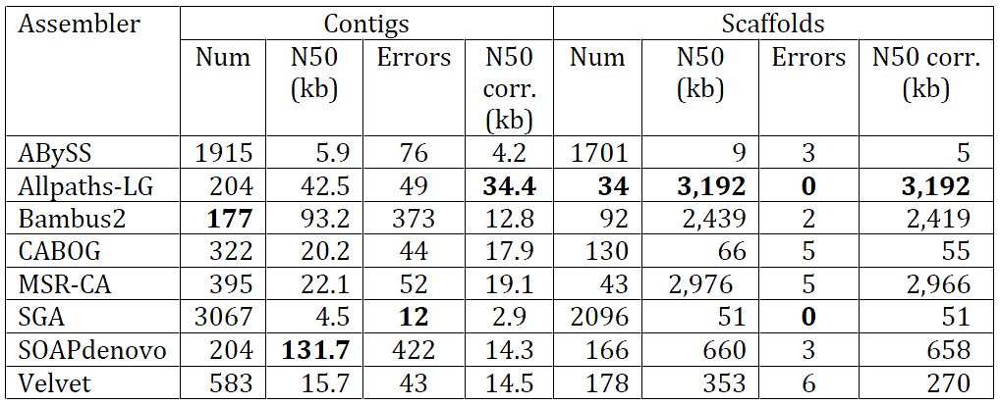 Assembler Contigs Scaffolds
Num N50 (kb) Errors N50 corr. (kb) Num N50 (kb) Errors N50 corr. (kb)
ABySS 1915 5.9 76 4.2 1701 9 3 5
Allpaths-LG 204 42.5 49 34.4 34 3,192 0 3,192
Bambus2 177 93.2 373 12.8 92 2,439 2 2,419
CABOG 322 20.2 44 17.9 130 66 5 55
MSR-CA 395 22.1 52 19.1 43 2,976 5 2,966
SGA 3067 4.5 12 2.9 2096 51 0 51
SOAPdenovo 204 131.7 422 14.3 166 660 3 658
Velvet 583 15.7 43 14.5 178 353 6 270